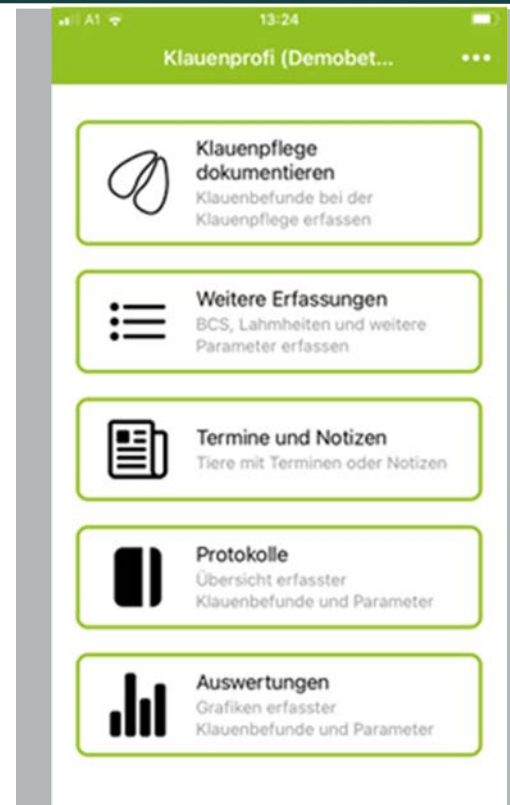 A1 13:24
Klauenprofi (Demobet...
Klauenpflege
dokumentieren
Klauenbefunde bei der
Klauenpflege erfassen
Weitere Erfassungen
BCS, Lahmheiten und weitere
Parameter erfassen
Termine und Notizen
Tiere mit Terminen oder Notizen
Protokolle
Übersicht erfasster
Klauenbefunde und Parameter
Auswertungen
Grafiken erfasster
Klauenbefunde und Parameter